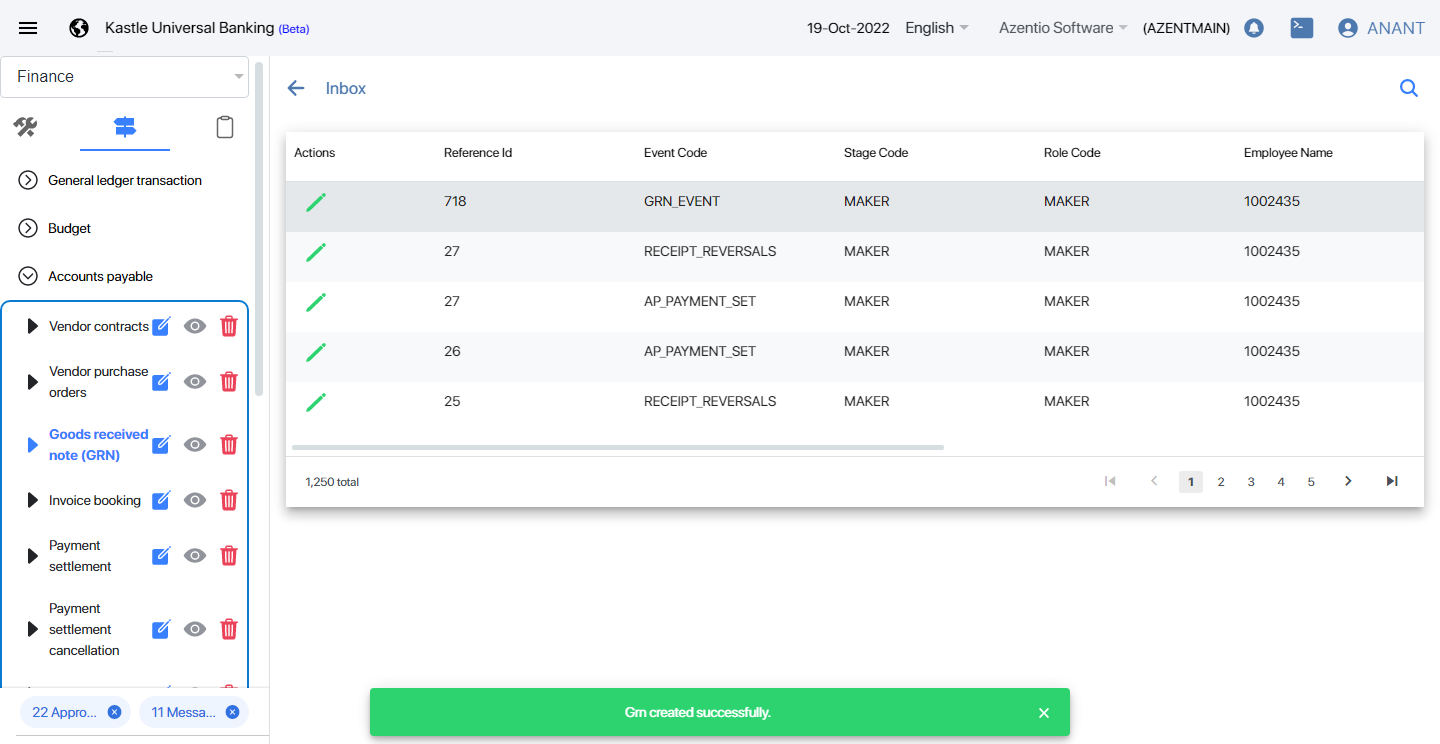 Kastle Universal Banking (Beta)
19-Oct-2022 English Azentio Software (AZENTMAIN) ANANT
Finance
General ledger transaction
Budget
Accounts payable
Vendor contracts
Vendor purchase
orders
Goods received
note (GRN)
Invoice booking
Payment
settlement
Payment
settlement
cancellation
22 Appro...
11 Messa...
Inbox
Actions Reference Id Event Code Stage Code Role Code Employee Name
718 GRN_EVENT MAKER MAKER 1002435
27 RECEIPT_REVERSALS MAKER MAKER 1002435
27 AP_PAYMENT_SET MAKER MAKER 1002435
26 AP_PAYMENT_SET MAKER MAKER 1002435
25 RECEIPT_REVERSALS MAKER MAKER 1002435
1,250 total
1 2 3 4 5
Grn created successfully.